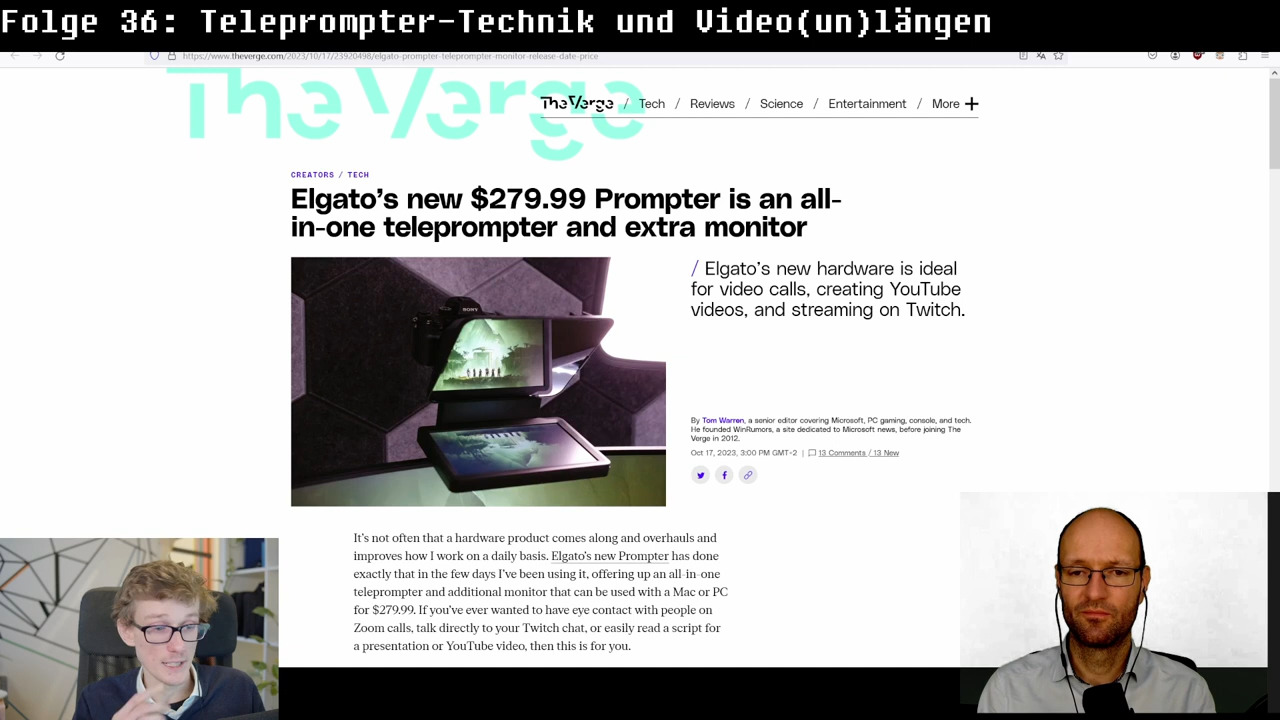 Folge 36: Teleprompter-Technik und Video(un)längen
https://www.theverge.com/2023/10/17/23920498/elgato-prompter-teleprompter-monitor-release-date-price
The Verge
The Verge / Tech / Reviews / Science / Entertainment / More +
CREATORS / TECH
Elgato’s new $279.99 Prompter is an all-
in-one teleprompter and extra monitor
/ Elgato’s new hardware is ideal
for video calls, creating YouTube
videos, and streaming on Twitch.
SONY
By Tom Warren, a senior editor covering Microsoft, PC gaming, console, and tech.
He founded WinRumors, a site dedicated to Microsoft news, before joining The
Verge in 2012.
Oct 17, 2023, 3:00 PM GMT+2 | 13 Comments / 13 New
It’s not often that a hardware product comes along and overhauls and
improves how I work on a daily basis. Elgato’s new Prompter has done
exactly that in the few days I’ve been using it, offering up an all-in-one
teleprompter and additional monitor that can be used with a Mac or PC
for $279.99. If you’ve ever wanted to have eye contact with people on
Zoom calls, talk directly to your Twitch chat, or easily read a script for
a presentation or YouTube video, then this is for you.